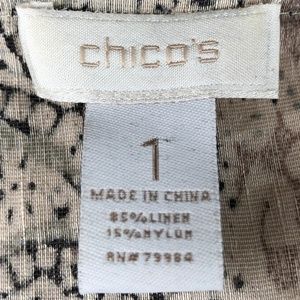 chico's
1
MADE IN CHINA
85% LINEN
15% NYLON
RN# 79984